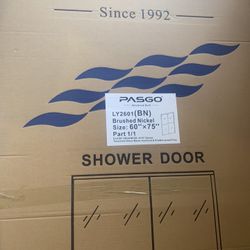 Since 1992
PASGO
LY2601(BN)
Brushed Nickel
Size: 60"×75"
Part 1/1
SHOWER DOOR